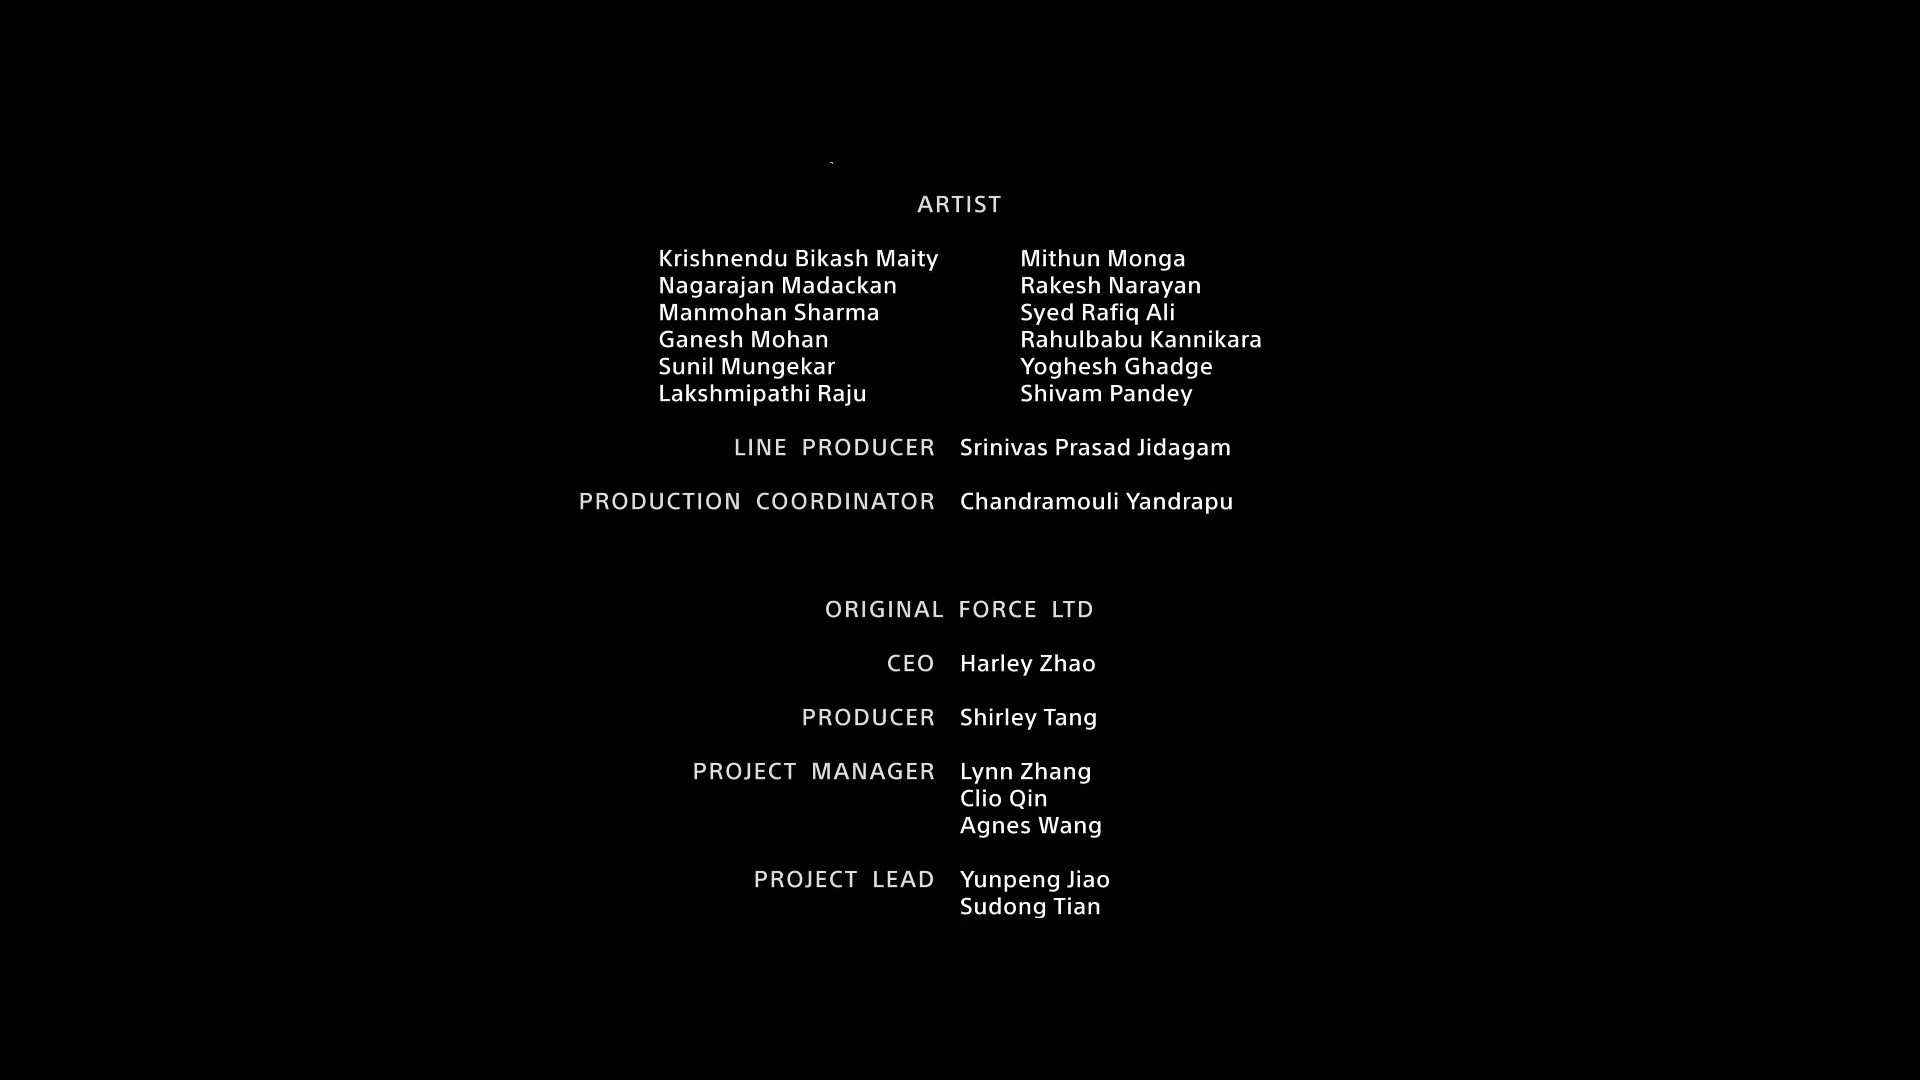 ARTIST
Krishnendu Bikash Maity
Nagarajan Madackan
Manmohan Sharma
Ganesh Mohan
Sunil Mungekar
Lakshmipathi Raju
Mithun Monga
Rakesh Narayan
Syed Rafiq Ali
Rahulbabu Kannikara
Yoghesh Ghadge
Shivam Pandey
LINE PRODUCER Srinivas Prasad Jidagam
PRODUCTION COORDINATOR Chandramouli Yandrapu
ORIGINAL FORCE LTD
CEO Harley Zhao
PRODUCER Shirley Tang
PROJECT MANAGER Lynn Zhang
Clio Qin
Agnes Wang
PROJECT LEAD Yunpeng Jiao
Sudong Tian